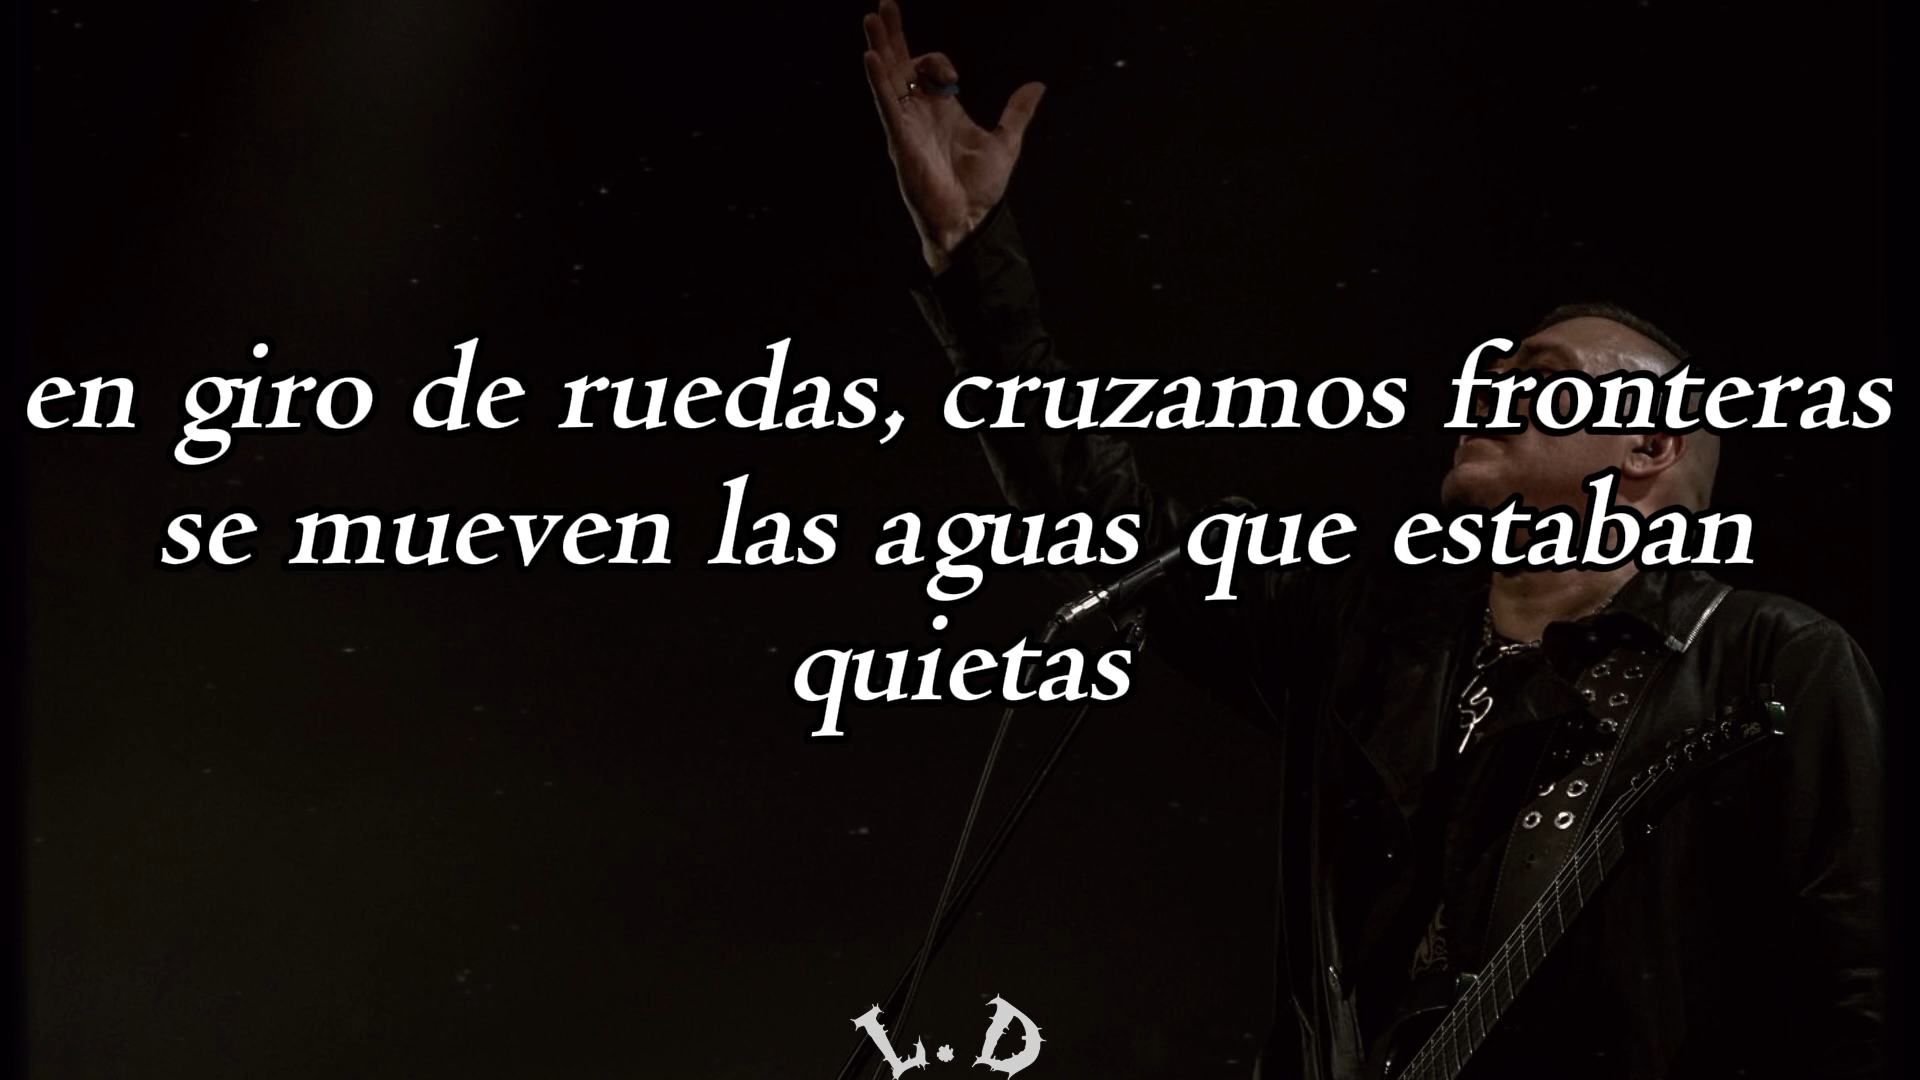 en giro de ruedas, cruzamos fronteras
se mueven las aguas que estaban
quietas
L.D